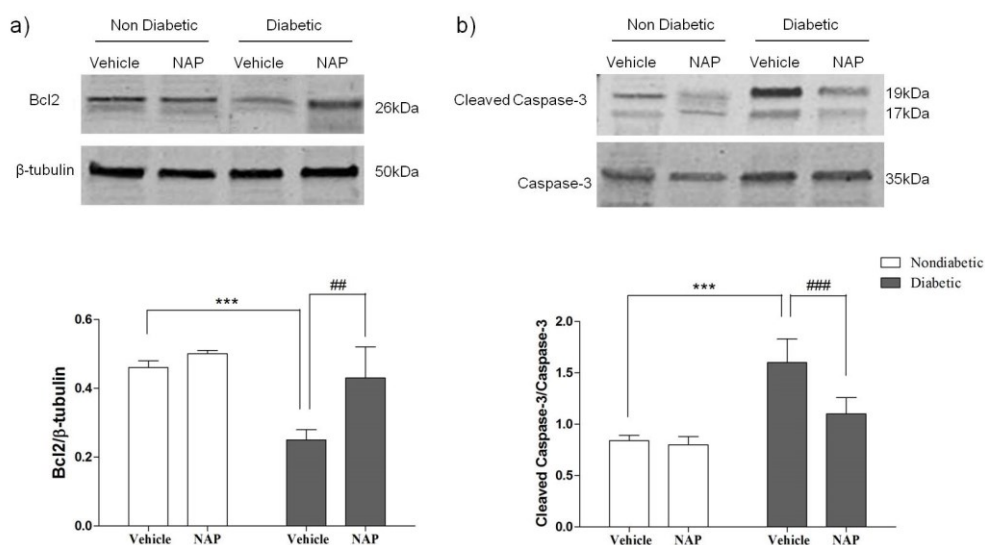 a)
Non Diabetic Diabetic
Vehicle NAP Vehicle NAP
Bcl2 26kDa
β-tubulin 50kDa
*** ##
Bcl2/β-tubulin
0.6
0.4
0.2
0.0
Vehicle NAP Vehicle NAP
b)
Non Diabetic Diabetic
Vehicle NAP Vehicle NAP
Cleaved Caspase-3 19kDa
17kDa
Caspase-3 35kDa
Nondiabetic
Diabetic
*** ###
Cleaved Caspase-3/Caspase-3
2.0
1.5
1.0
0.5
0.0
Vehicle NAP Vehicle NAP